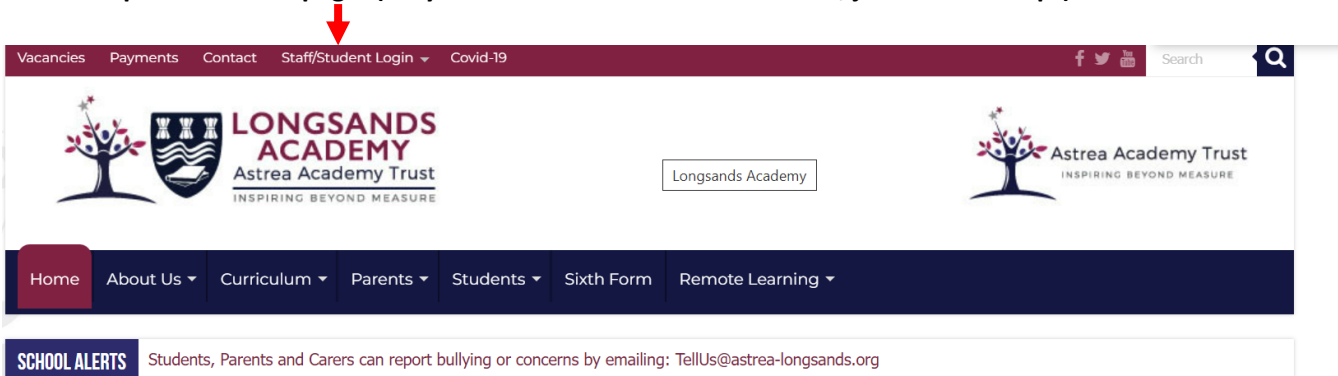 Vacancies Payments Contact Staff/Student Login Covid-19 Search
LONGSANDS
ACADEMY
Astrea Academy Trust
INSPIRING BEYOND MEASURE
Longsands Academy
Astrea Academy Trust
INSPIRING BEYOND MEASURE
Home About Us Curriculum Parents Students Sixth Form Remote Learning
SCHOOL ALERTS Students, Parents and Carers can report bullying or concerns by emailing: TellUs@astrea-longsands.org